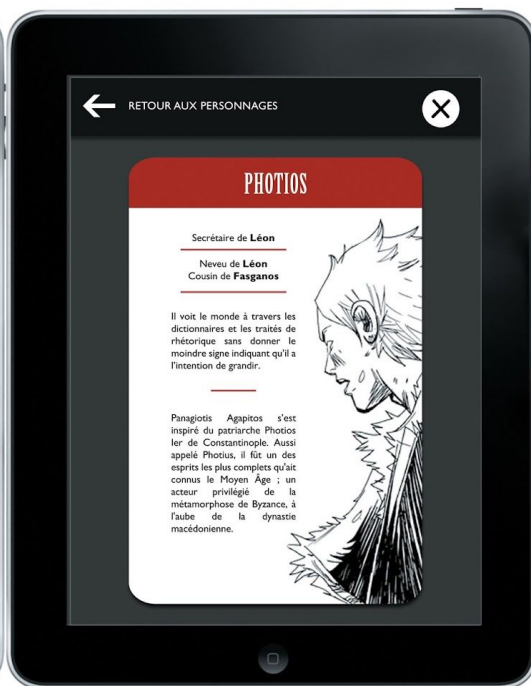 RETOUR AUX PERSONNAGES
PHOTIOS
Secrétaire de Léon
Neveu de Léon
Cousin de Fasganos
Il voit le monde à travers les
dictionnaires et les traités de
rhétorique sans donner le
moindre signe indiquant qu'il a
l'intention de grandir.
Panagiotis Agapitos s'est
inspiré du patriarche Photios
Ier de Constantinople. Aussi
appelé Photius, il fût un des
esprits les plus complets qu'ait
connus le Moyen Âge ; un
acteur privilégié de la
métamorphose de Byzance, à
l'aube de la dynastie
macédonienne.